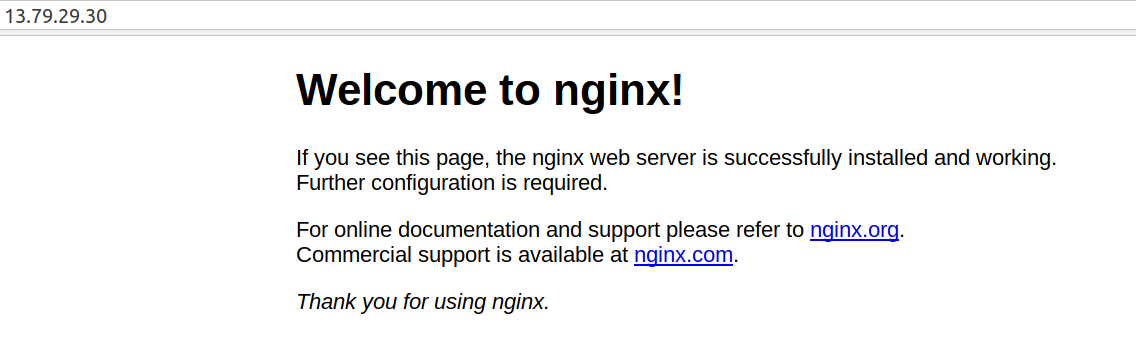 13.79.29.30
Welcome to nginx!
If you see this page, the nginx web server is successfully installed and working.
Further configuration is required.
For online documentation and support please refer to nginx.org.
Commercial support is available at nginx.com.
Thank you for using nginx.